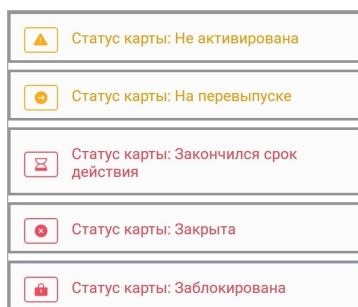 Статус карты: Не активирована
Статус карты: На перевыпуске
Статус карты: Закончился срок
действия
Статус карты: Закрыта
Статус карты: Заблокирована